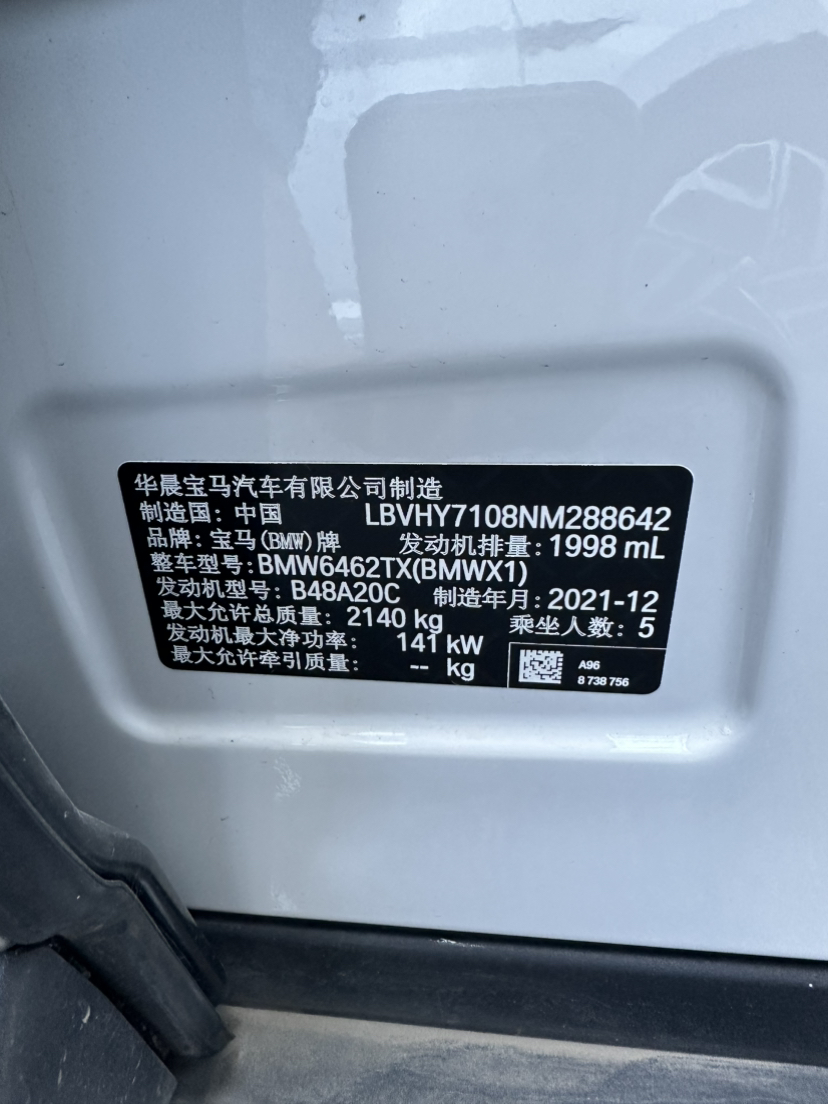 华晨宝马汽车有限公司制造
制造国: 中国 LBVHY7108NM288642
品牌: 宝马(BMW)牌 发动机排量: 1998 mL
整车型号: BMW6462TX(BMWX1)
发动机型号: B48A20C 制造年月: 2021-12
最大允许总质量: 2140 kg 乘坐人数: 5
发动机最大净功率: 141 kW
最大允许牵引质量: -- kg
A96
8 738 756